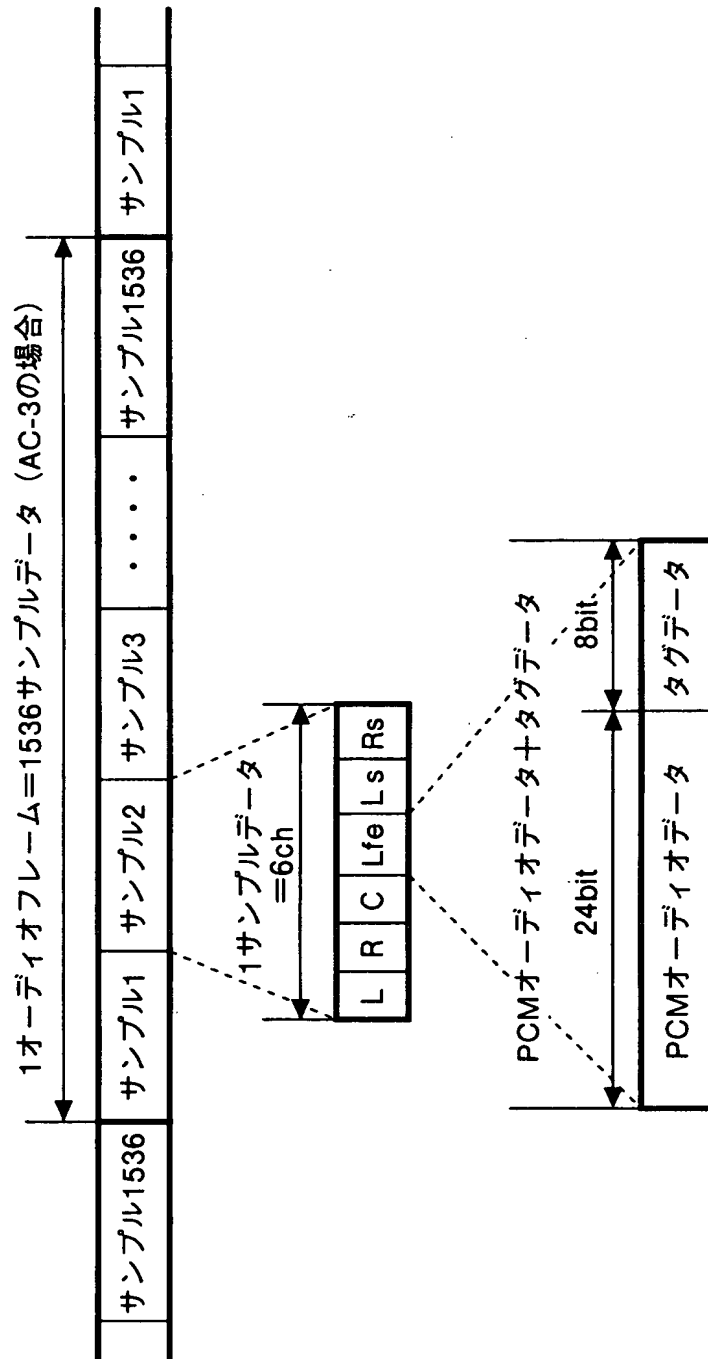 1オーディオフレーム=1536サンプルデータ (AC-3の場合)
サンプル1536
サンプル1
サンプル2
サンプル3
・・・・
サンプル1536
サンプル1
1サンプルデータ
=6ch
L
R
C
Lfe
Ls
Rs
PCMオーディオデータ+タグデータ
24bit
8bit
PCMオーディオデータ
タグデータ